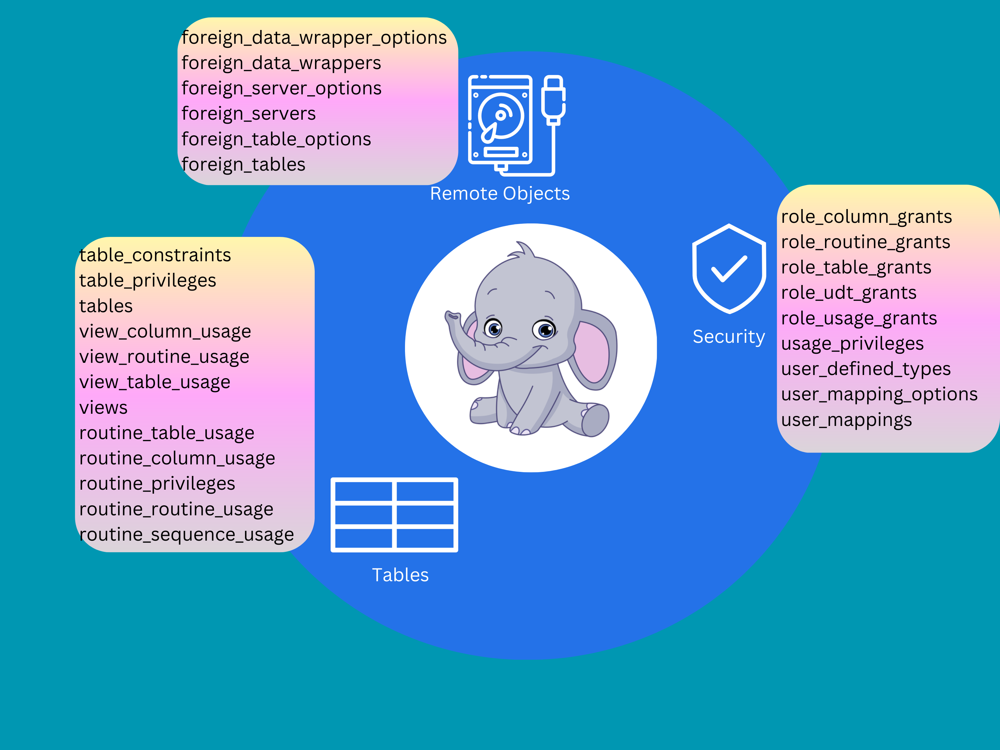 foreign_data_wrapper_options
foreign_data_wrappers
foreign_server_options
foreign_servers
foreign_table_options
foreign_tables
Remote Objects
table_constraints
table_privileges
tables
view_column_usage
view_routine_usage
view_table_usage
views
routine_table_usage
routine_column_usage
routine_privileges
routine_routine_usage
routine_sequence_usage
Tables
role_column_grants
role_routine_grants
role_table_grants
role_udt_grants
role_usage_grants
usage_privileges
user_defined_types
user_mapping_options
user_mappings
Security